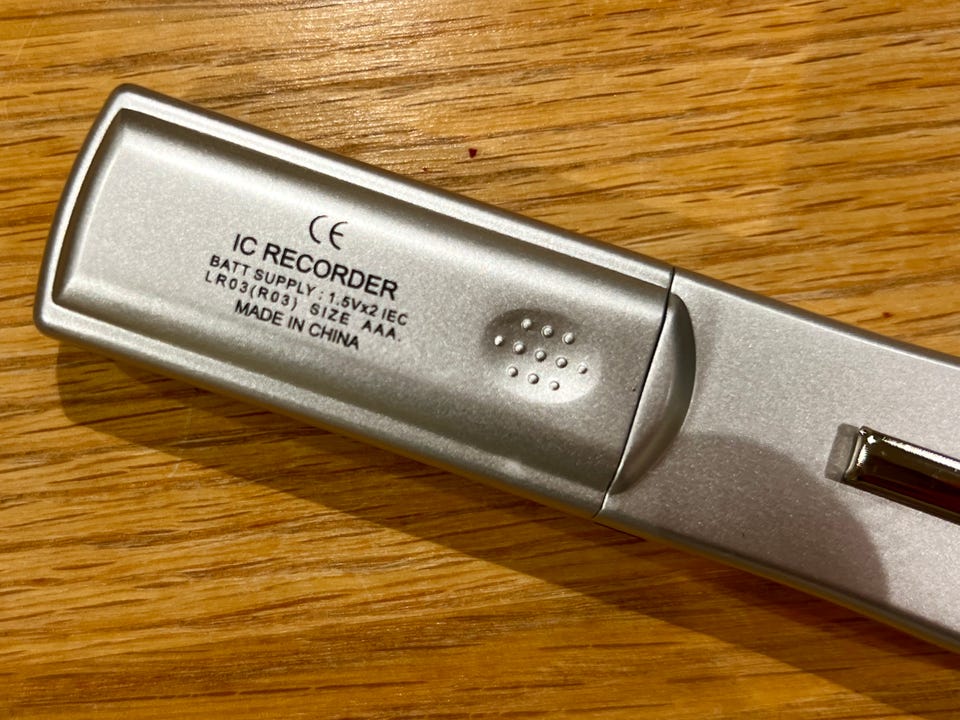 CE
IC RECORDER
BATT SUPPLY : 1.5Vx2 IEC
LR03(R03) SIZE AAA.
MADE IN CHINA